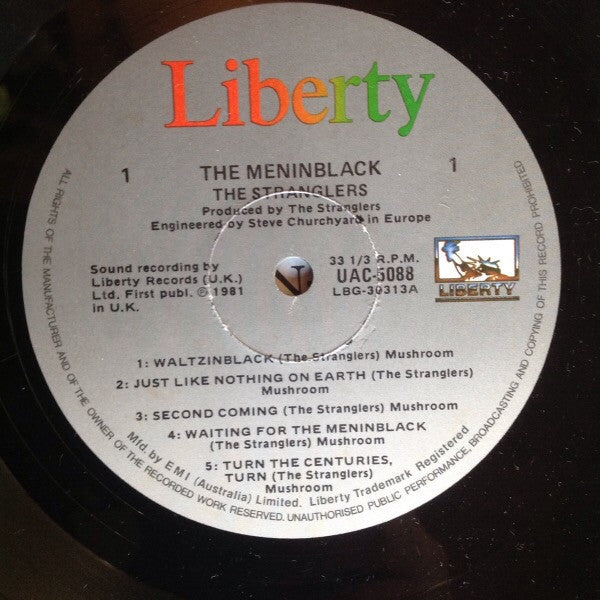 Liberty
1
THE MENINBLACK
1
THE STRANGLERS
Produced by The Stranglers
Engineered by Steve Churchyard in Europe
Sound recording by
Liberty Records (U.K.)
Ltd. First publ. ℗ 1981
in U.K.
33 1/3 R.P.M.
UAC-5088
LBG-30313A
LIBERTY
1: WALTZINBLACK (The Stranglers) Mushroom
2: JUST LIKE NOTHING ON EARTH (The Stranglers)
Mushroom
3: SECOND COMING (The Stranglers) Mushroom
4: WAITING FOR THE MENINBLACK
(The Stranglers) Mushroom
5: TURN THE CENTURIES,
TURN (The Stranglers)
Mushroom
Mfd. by EMI (Australia) Limited. Liberty Trademark Registered
ALL RIGHTS OF THE MANUFACTURER AND OF THE OWNER OF THE RECORDED WORK RESERVED. UNAUTHORISED PUBLIC PERFORMANCE, BROADCASTING AND COPYING OF THIS RECORD PROHIBITED